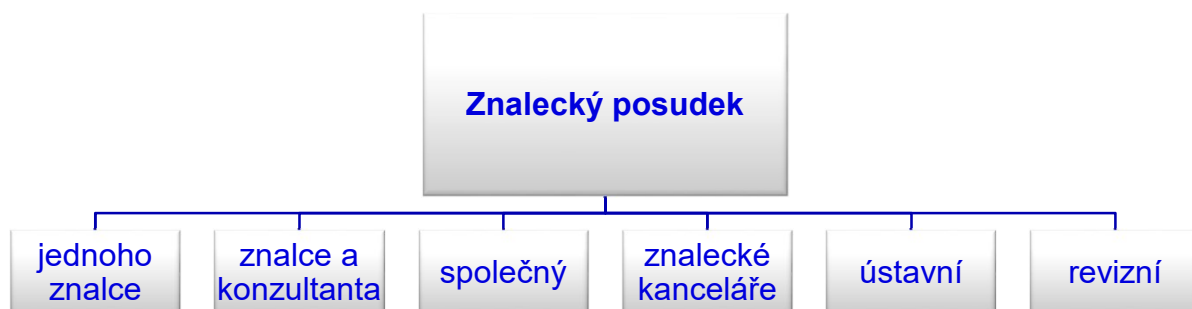 Znalecký posudek
jednoho
znalce
znalce a
konzultanta
společný
znalecké
kanceláře
ústavní
revizní